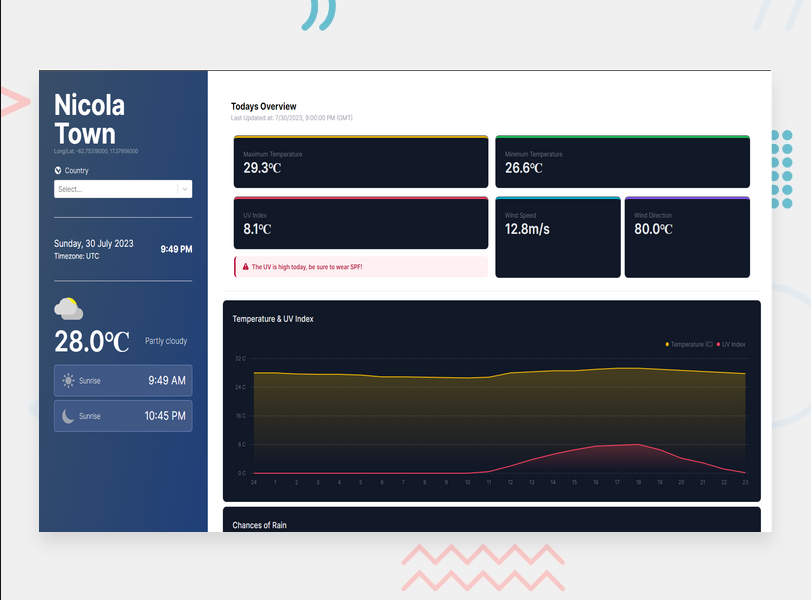 Nicola
Town
Long/Lat: -62.75318000, 17.37956000
Country
Select...
Sunday, 30 July 2023
9:49 PM
Timezone: UTC
28.0°C
Partly cloudy
Sunrise
9:49 AM
Sunrise
10:45 PM
Todays Overview
Last Updated at: 7/30/2023, 9:00:00 PM (GMT)
Maximum Temperature
29.3°C
Minimum Temperature
26.6°C
UV Index
8.1°C
Wind Speed
12.8m/s
Wind Direction
80.0°C
The UV is high today, be sure to wear SPF!
Temperature & UV Index
Temperature (C) UV Index
32 C
24 C
16 C
8 C
0 C
24 1 2 3 4 5 6 7 8 9 10 11 12 13 14 15 16 17 18 19 20 21 22 23
Chances of Rain